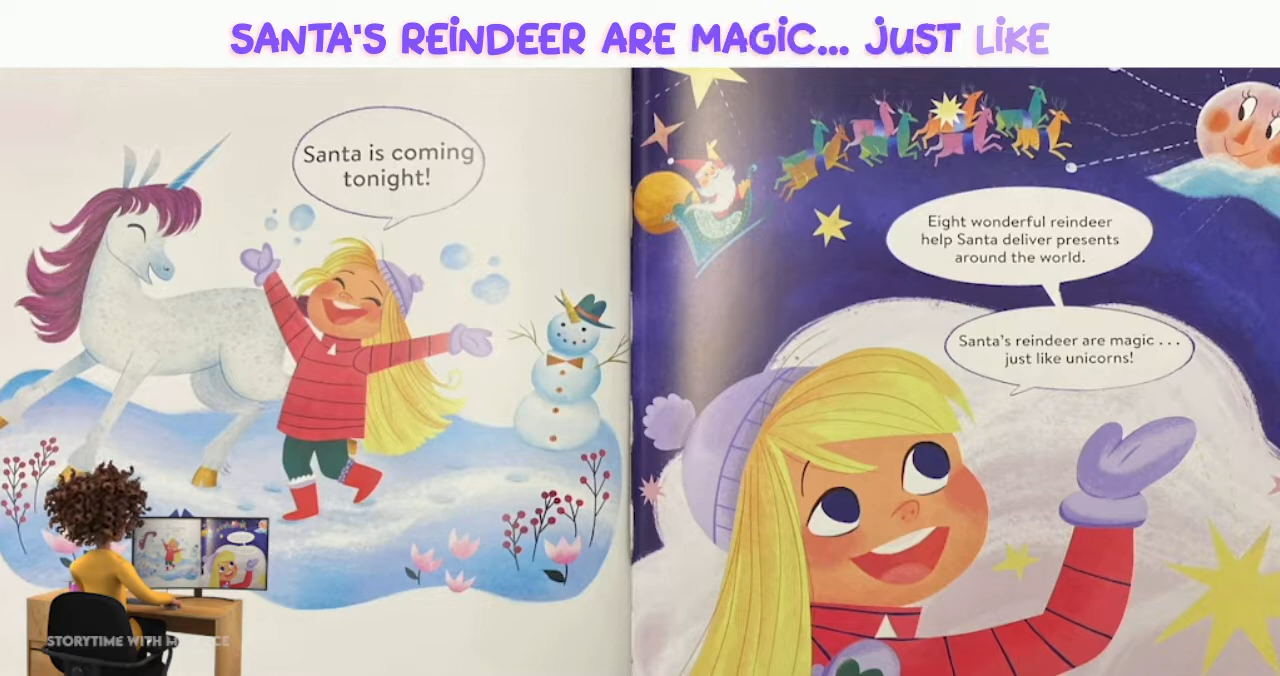 SANTA'S REINDEER ARE MAGIC... JUST LIKE
Santa is coming
tonight!
Eight wonderful reindeer
help Santa deliver presents
around the world.
Santa's reindeer are magic . . .
just like unicorns!
STORYTIME WITH